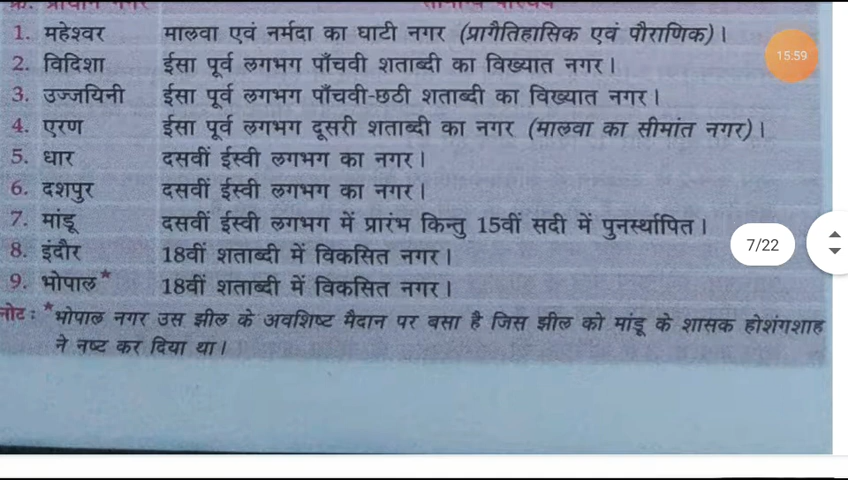 क्र. प्राचीन नगर सामान्य परिचय
1. महेश्वर मालवा एवं नर्मदा का घाटी नगर (प्रागैतिहासिक एवं पौराणिक)।
15:59
2. विदिशा ईसा पूर्व लगभग पाँचवी शताब्दी का विख्यात नगर।
3. उज्जयिनी ईसा पूर्व लगभग पाँचवी-छठी शताब्दी का विख्यात नगर।
4. एरण ईसा पूर्व लगभग दूसरी शताब्दी का नगर (मालवा का सीमांत नगर)।
5. धार दसवीं ईस्वी लगभग का नगर।
6. दशपुर दसवीं ईस्वी लगभग का नगर।
7. मांडू दसवीं ईस्वी लगभग में प्रारंभ किन्तु 15वीं सदी में पुनर्स्थापित।
7/22
8. इंदौर 18वीं शताब्दी में विकसित नगर।
9. भोपाल* 18वीं शताब्दी में विकसित नगर।
नोट : *भोपाल नगर उस झील के अवशिष्ट मैदान पर बसा है जिस झील को मांडू के शासक होशंगशाह
ने नष्ट कर दिया था।